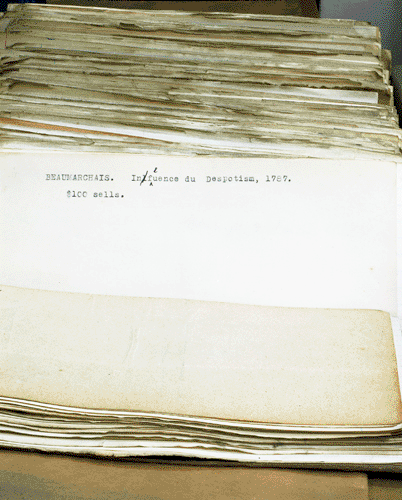 BEAUMARCHAIS. Influence du Despotism, 1787.
$100 sells.